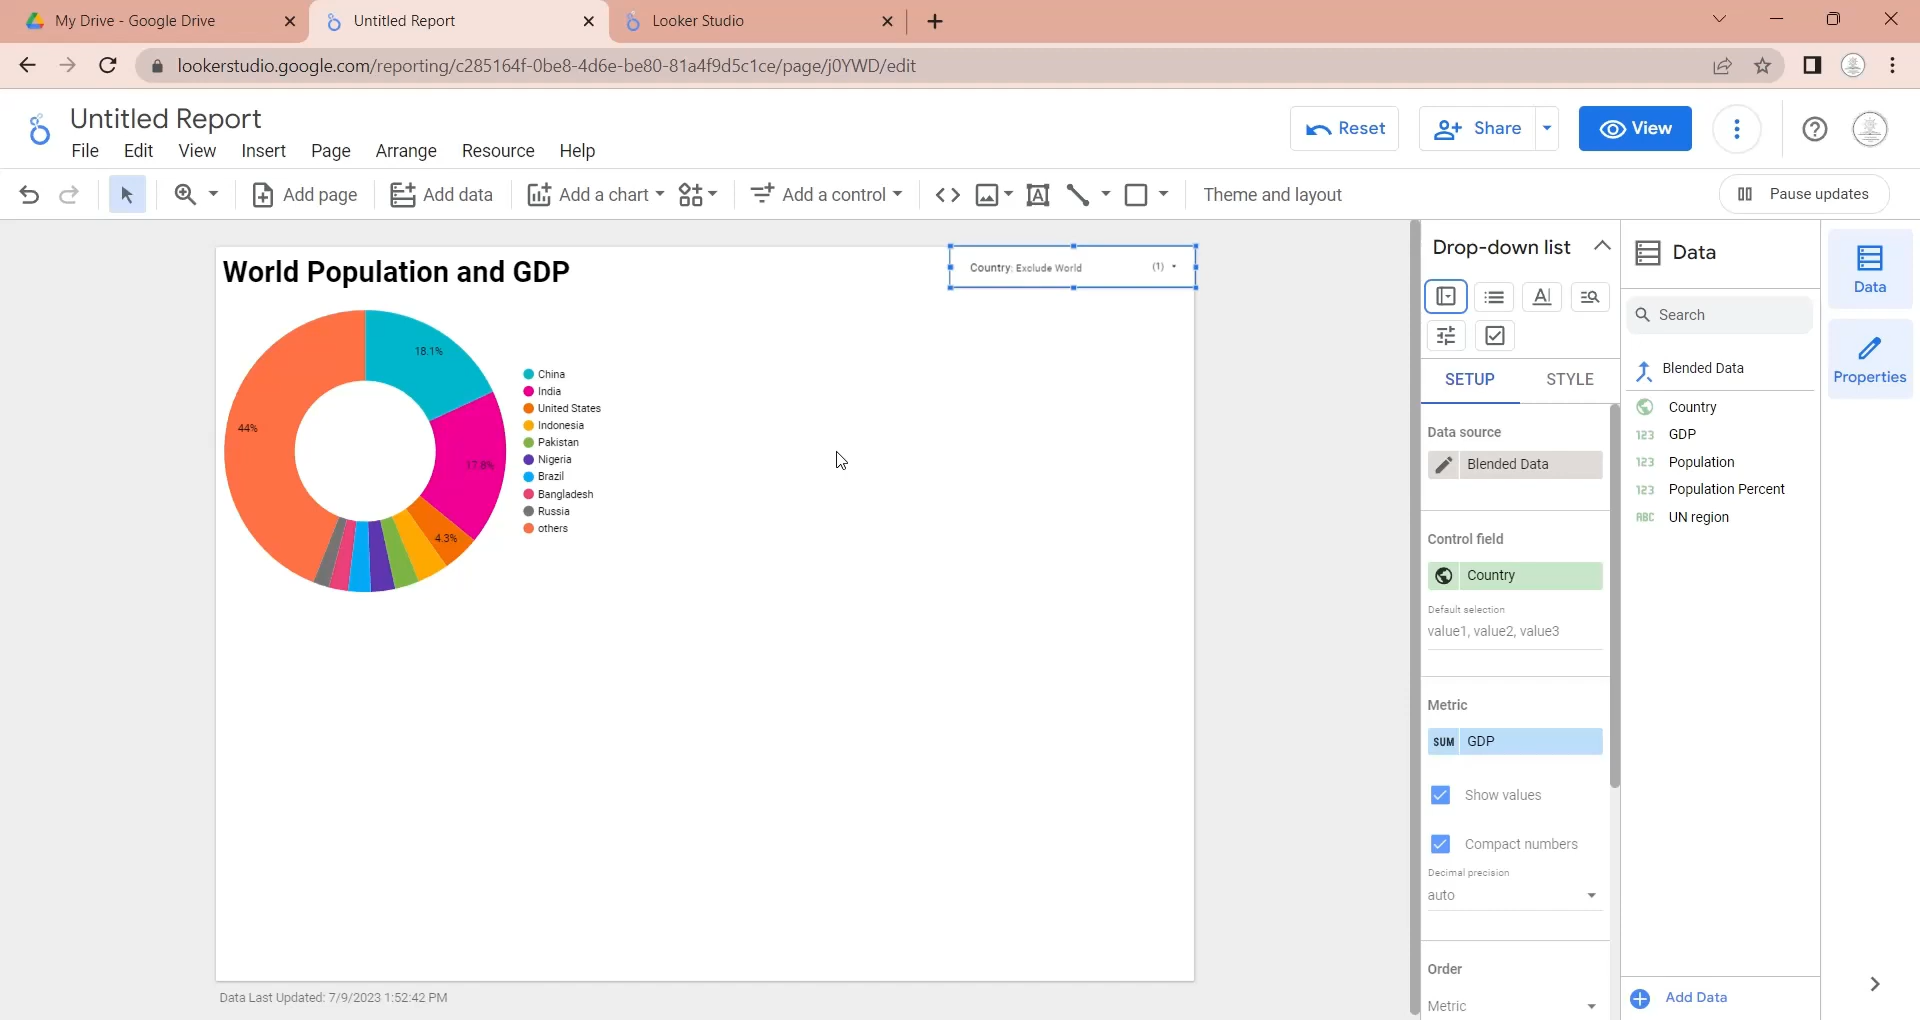 My Drive - Google Drive
Untitled Report
Looker Studio
lookerstudio.google.com/reporting/c285164f-0be8-4d6e-be80-81a4f9d5c1ce/page/j0YWD/edit
Untitled Report
File Edit View Insert Page Arrange Resource Help
Reset
Share
View
Add page
Add data
Add a chart
Add a control
Theme and layout
Pause updates
World Population and GDP
Country: Exclude World (1)
18.1%
44%
17.8%
4.3%
China
India
United States
Indonesia
Pakistan
Nigeria
Brazil
Bangladesh
Russia
others
Data Last Updated: 7/9/2023 1:52:42 PM
Drop-down list
SETUP STYLE
Data source
Blended Data
Control field
Country
Default selection
value1, value2, value3
Metric
SUM GDP
Show values
Compact numbers
Decimal precision
auto
Order
Metric
Data
Search
Blended Data
Country
123 GDP
123 Population
123 Population Percent
ABC UN region
Add Data
Data
Properties